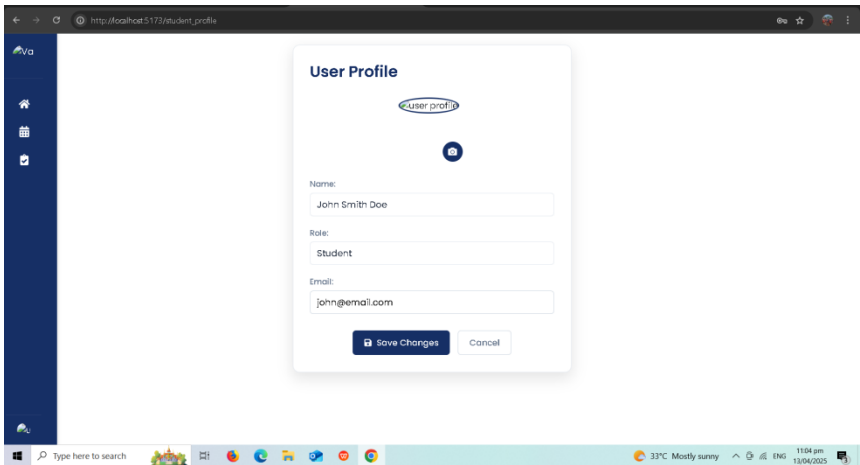 http://localhost:5173/student_profile
Va
User Profile
user profile
Name:
John Smith Doe
Role:
Student
Email:
john@email.com
Save Changes
Cancel
u
Type here to search
33°C Mostly sunny
ENG
11:04 pm
13/04/2025